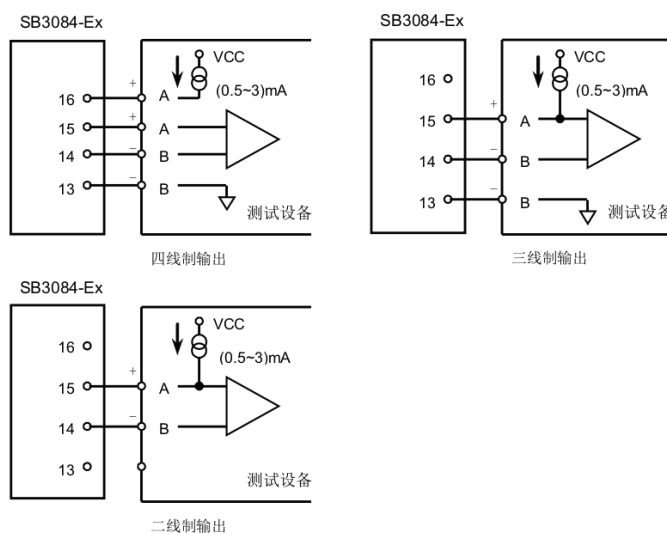 SB3084-Ex
VCC
(0.5~3)mA
16
+
A
15
+
A
14
−
B
13
−
B
测试设备
四线制输出
SB3084-Ex
VCC
(0.5~3)mA
16
15
+
A
14
−
B
13
−
B
测试设备
三线制输出
SB3084-Ex
VCC
(0.5~3)mA
16
15
+
A
14
−
B
13
测试设备
二线制输出